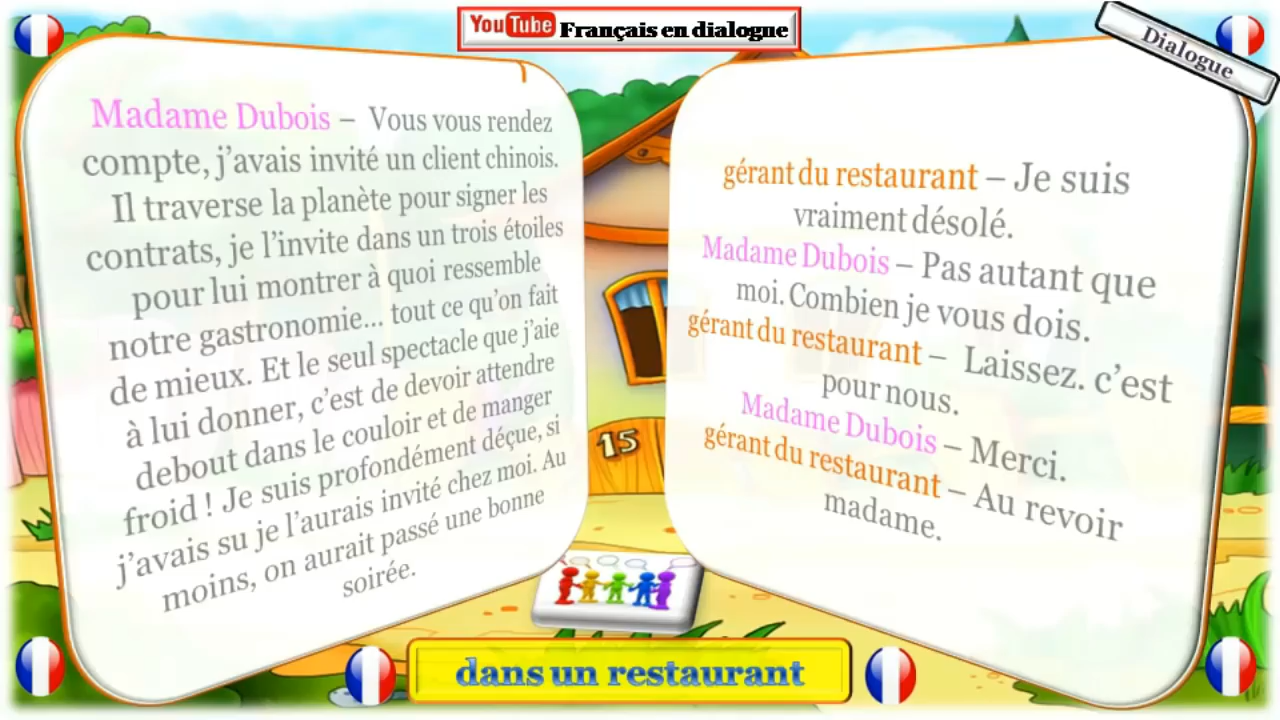 YouTube Français en dialogue
Dialogue
Madame Dubois – Vous vous rendez
compte, j’avais invité un client chinois.
Il traverse la planète pour signer les
contrats, je l’invite dans un trois étoiles
pour lui montrer à quoi ressemble
notre gastronomie... tout ce qu’on fait
de mieux. Et le seul spectacle que j’aie
à lui donner, c’est de devoir attendre
debout dans le couloir et de manger
froid ! Je suis profondément déçue, si
j’avais su je l’aurais invité chez moi. Au
moins, on aurait passé une bonne
soirée.
gérant du restaurant – Je suis
vraiment désolé.
Madame Dubois – Pas autant que
moi. Combien je vous dois.
gérant du restaurant – Laissez. c’est
pour nous.
Madame Dubois – Merci.
gérant du restaurant – Au revoir
madame.
15
dans un restaurant